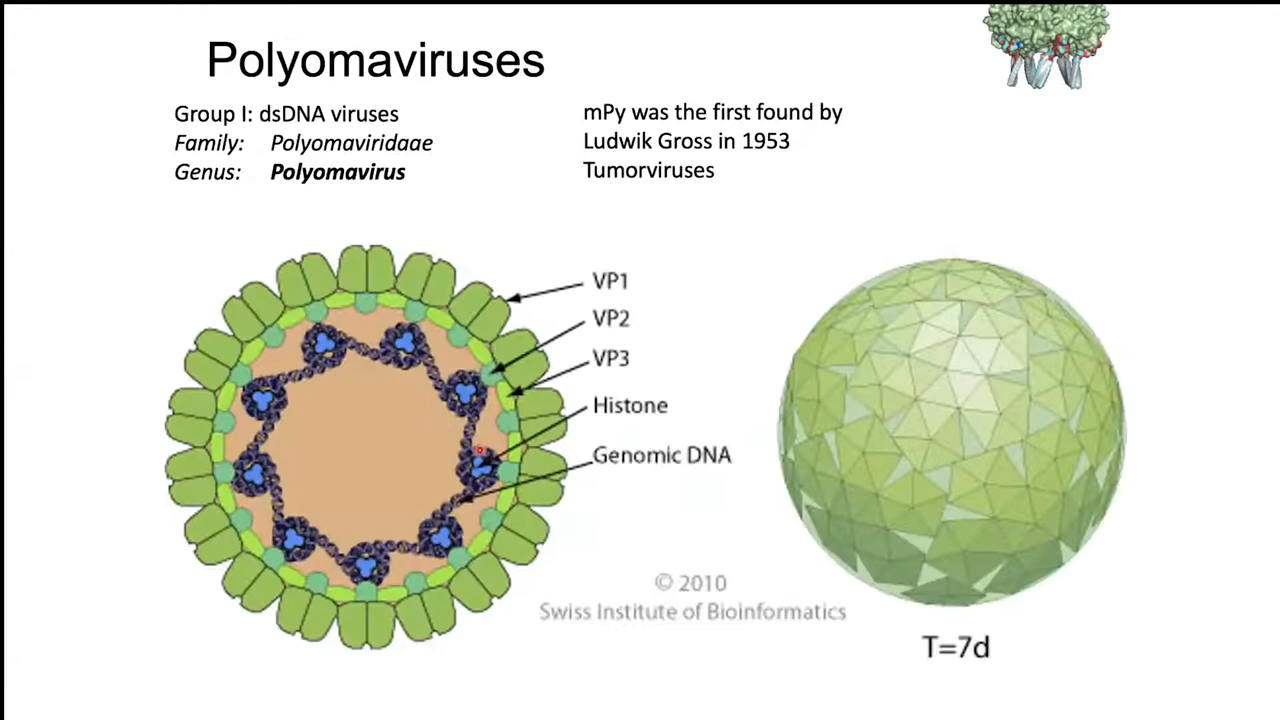 Polyomaviruses
Group I: dsDNA viruses
Family: Polyomaviridae
Genus: Polyomavirus
mPy was the first found by
Ludwik Gross in 1953
Tumorviruses
VP1
VP2
VP3
Histone
Genomic DNA
© 2010
Swiss Institute of Bioinformatics
T=7d